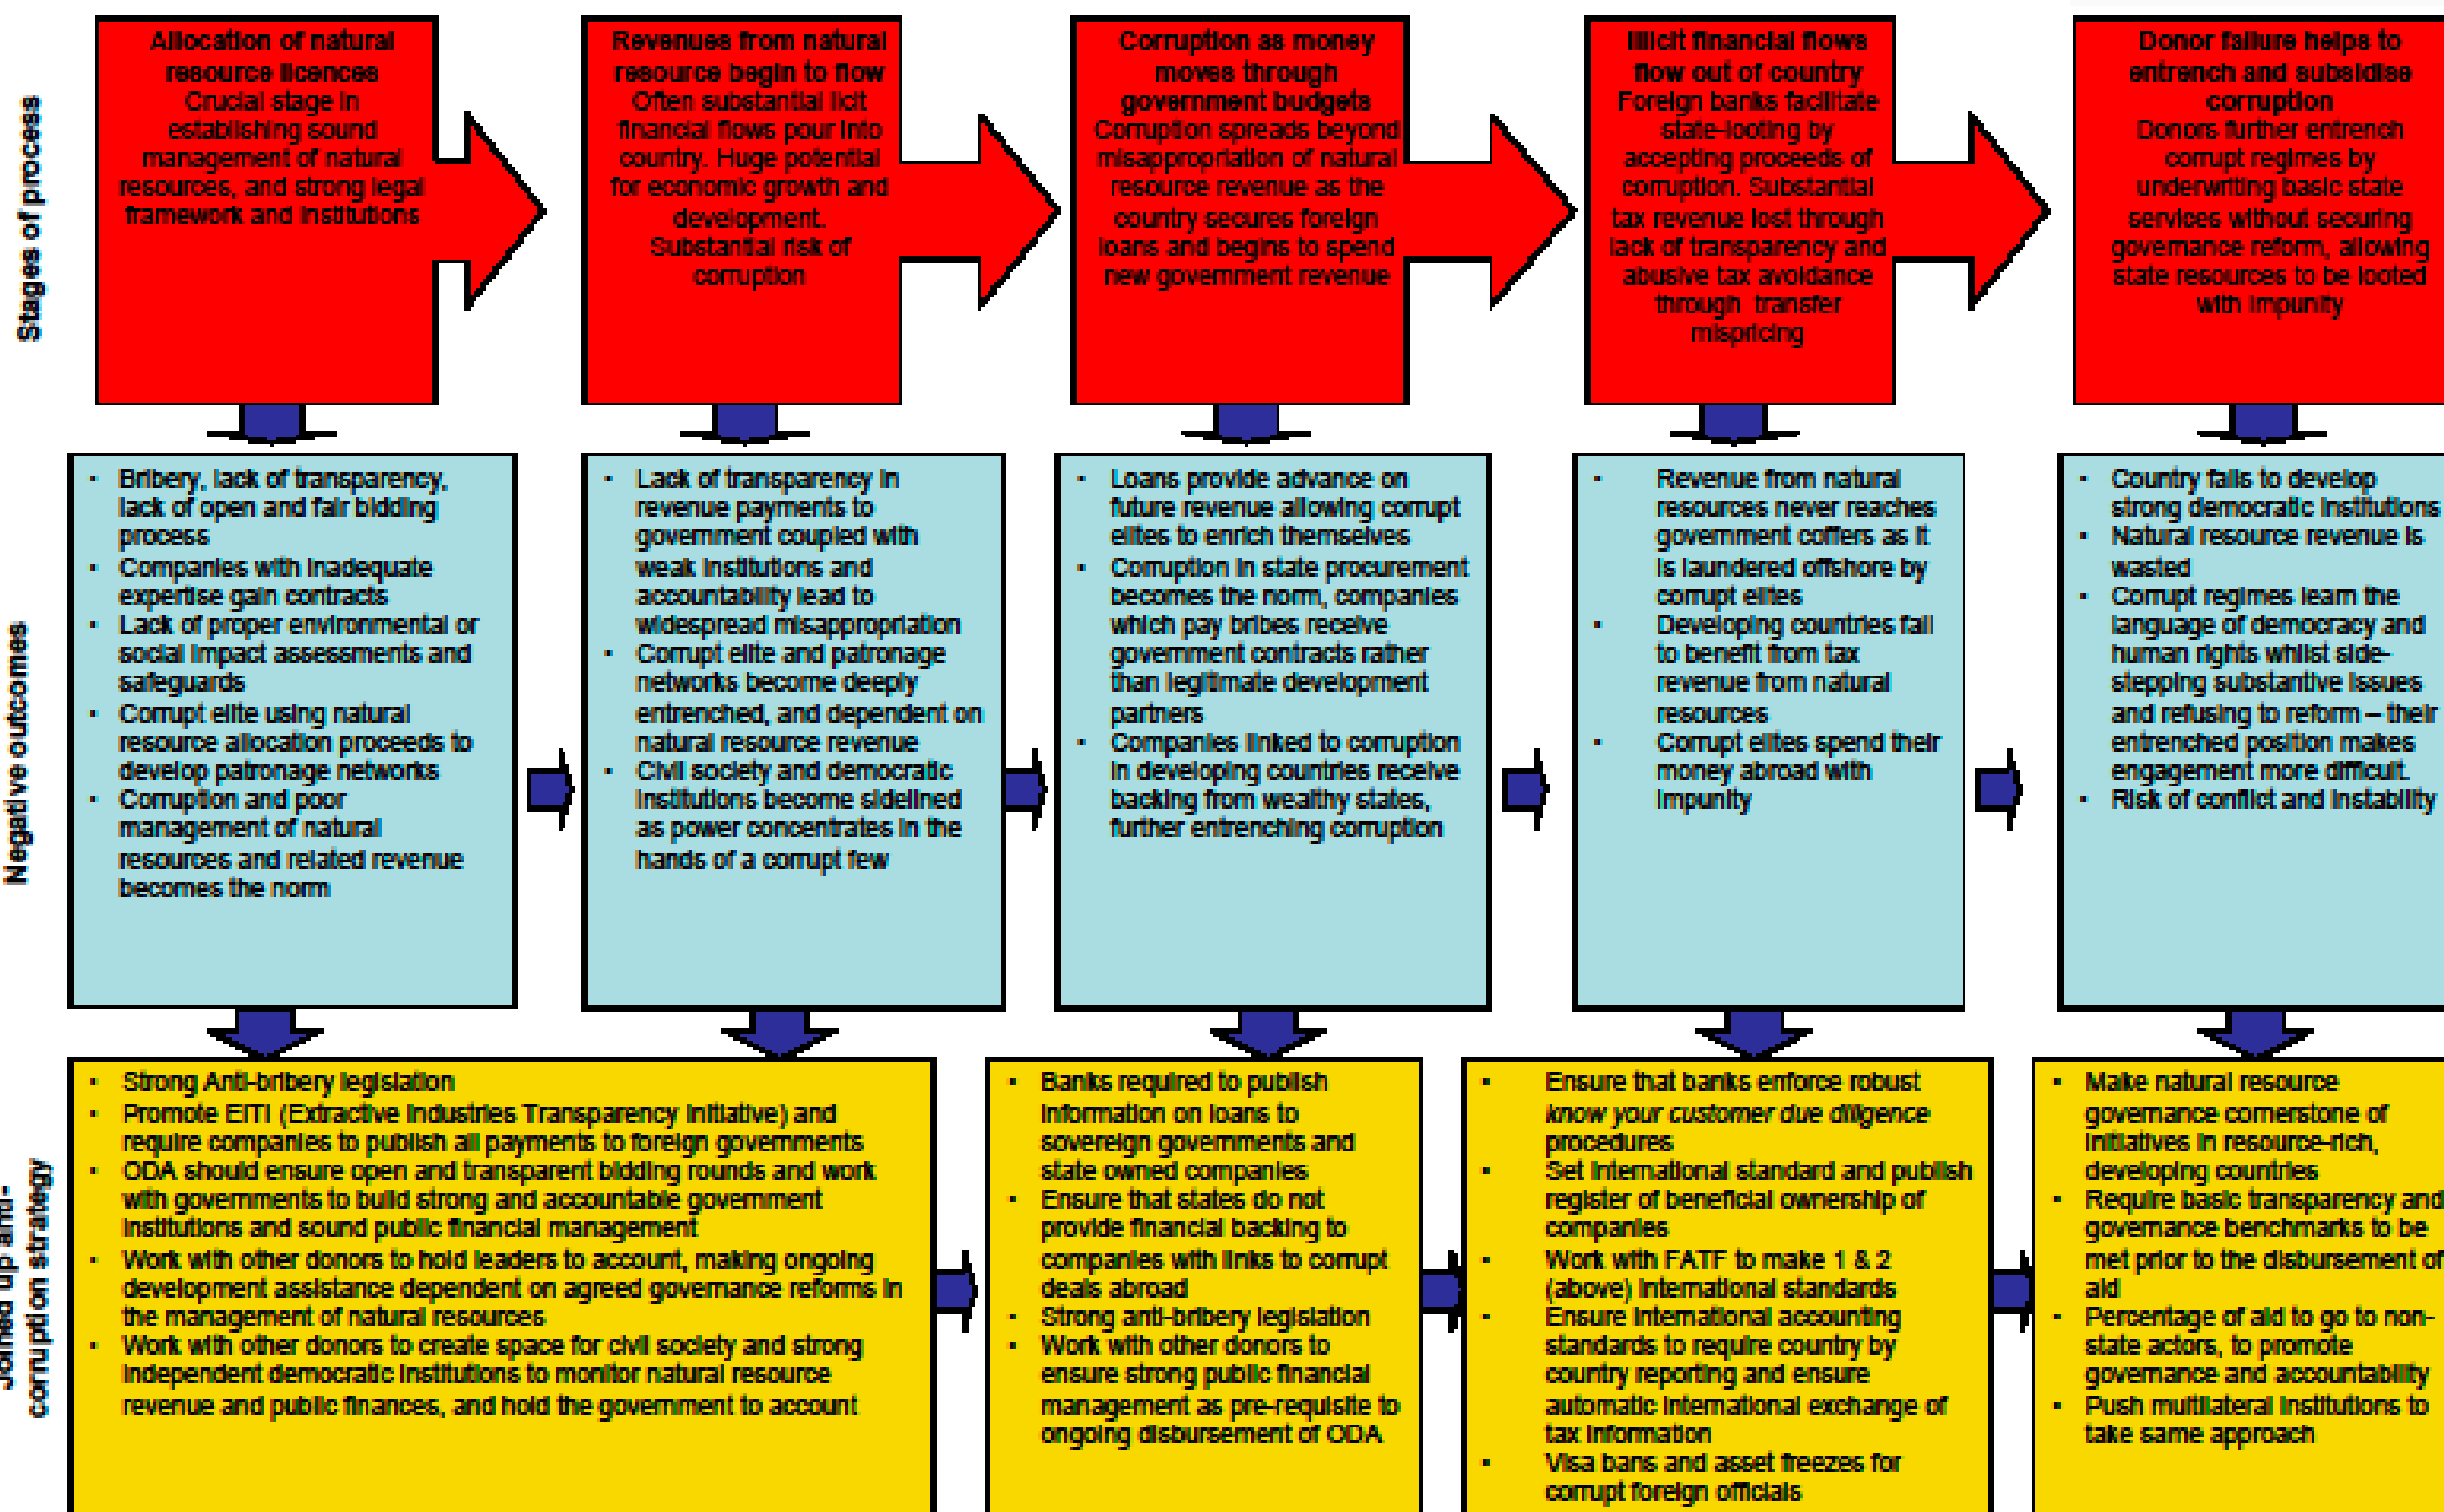 Stages of process
Allocation of natural
resource licences
Crucial stage in
establishing sound
management of natural
resources, and strong legal
framework and institutions
Revenues from natural
resource begin to flow
Often substantial licit
financial flows pour into
country. Huge potential
for economic growth and
development.
Substantial risk of
corruption
Corruption as money
moves through
government budgets
Corruption spreads beyond
misappropriation of natural
resource revenue as the
country secures foreign
loans and begins to spend
new government revenue
Illicit financial flows
flow out of country
Foreign banks facilitate
state-looting by
accepting proceeds of
corruption. Substantial
tax revenue lost through
lack of transparency and
abusive tax avoidance
through transfer
mispricing
Donor failure helps to
entrench and subsidise
corruption
Donors further entrench
corrupt regimes by
underwriting basic state
services without securing
governance reform, allowing
state resources to be looted
with impunity
Negative outcomes
▪ Bribery, lack of transparency,
lack of open and fair bidding
process
▪ Companies with inadequate
expertise gain contracts
▪ Lack of proper environmental or
social impact assessments and
safeguards
▪ Corrupt elite using natural
resource allocation proceeds to
develop patronage networks
▪ Corruption and poor
management of natural
resources and related revenue
becomes the norm
▪ Lack of transparency in
revenue payments to
government coupled with
weak institutions and
accountability lead to
widespread misappropriation
▪ Corrupt elite and patronage
networks become deeply
entrenched, and dependent on
natural resource revenue
▪ Civil society and democratic
institutions become sidelined
as power concentrates in the
hands of a corrupt few
▪ Loans provide advance on
future revenue allowing corrupt
elites to enrich themselves
▪ Corruption in state procurement
becomes the norm, companies
which pay bribes receive
government contracts rather
than legitimate development
partners
▪ Companies linked to corruption
in developing countries receive
backing from wealthy states,
further entrenching corruption
▪ Revenue from natural
resources never reaches
government coffers as it
is laundered offshore by
corrupt elites
▪ Developing countries fail
to benefit from tax
revenue from natural
resources
▪ Corrupt elites spend their
money abroad with
impunity
▪ Country fails to develop
strong democratic institutions
▪ Natural resource revenue is
wasted
▪ Corrupt regimes learn the
language of democracy and
human rights whilst side-
stepping substantive issues
and refusing to reform – their
entrenched position makes
engagement more difficult.
▪ Risk of conflict and instability
Joined up anti-
corruption strategy
▪ Strong Anti-bribery legislation
▪ Promote EITI (Extractive Industries Transparency Initiative) and
require companies to publish all payments to foreign governments
▪ ODA should ensure open and transparent bidding rounds and work
with governments to build strong and accountable government
institutions and sound public financial management
▪ Work with other donors to hold leaders to account, making ongoing
development assistance dependent on agreed governance reforms in
the management of natural resources
▪ Work with other donors to create space for civil society and strong
independent democratic institutions to monitor natural resource
revenue and public finances, and hold the government to account
▪ Banks required to publish
information on loans to
sovereign governments and
state owned companies
▪ Ensure that states do not
provide financial backing to
companies with links to corrupt
deals abroad
▪ Strong anti-bribery legislation
▪ Work with other donors to
ensure strong public financial
management as pre-requisite to
ongoing disbursement of ODA
▪ Ensure that banks enforce robust
know your customer due diligence
procedures
▪ Set international standard and publish
register of beneficial ownership of
companies
▪ Work with FATF to make 1 & 2
(above) international standards
▪ Ensure international accounting
standards to require country by
country reporting and ensure
automatic international exchange of
tax information
▪ Visa bans and asset freezes for
corrupt foreign officials
▪ Make natural resource
governance cornerstone of
initiatives in resource-rich,
developing countries
▪ Require basic transparency and
governance benchmarks to be
met prior to the disbursement of
aid
▪ Percentage of aid to go to non-
state actors, to promote
governance and accountability
▪ Push multilateral institutions to
take same approach